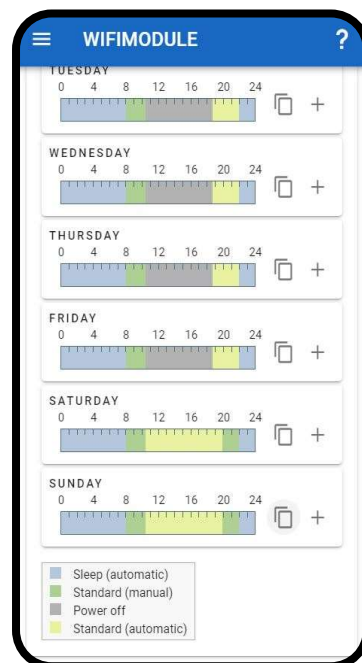 WIFIMODULE ?
TUESDAY
0 4 8 12 16 20 24
+
WEDNESDAY
0 4 8 12 16 20 24
+
THURSDAY
0 4 8 12 16 20 24
+
FRIDAY
0 4 8 12 16 20 24
+
SATURDAY
0 4 8 12 16 20 24
+
SUNDAY
0 4 8 12 16 20 24
+
Sleep (automatic)
Standard (manual)
Power off
Standard (automatic)